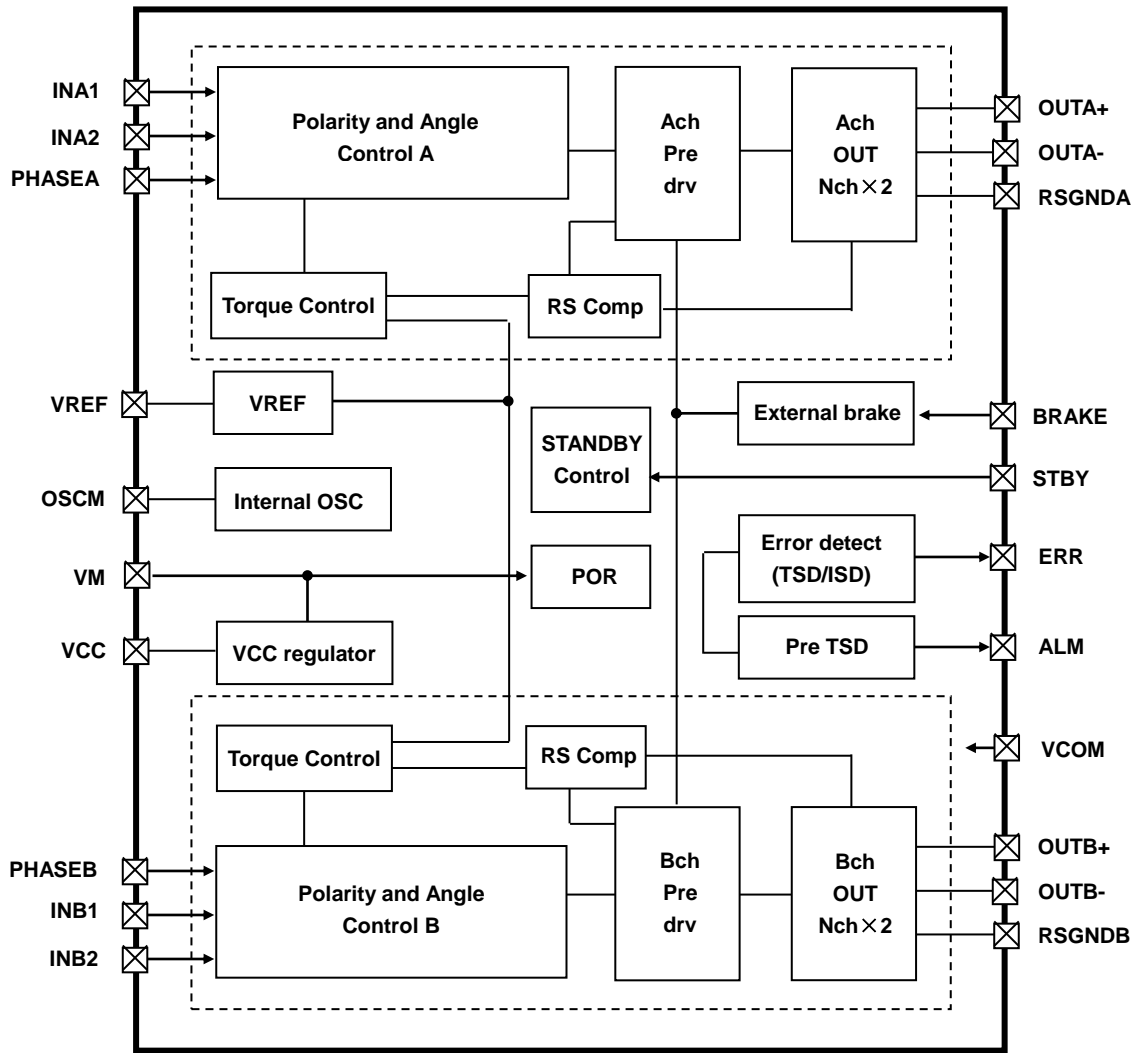 INA1
INA2
PHASEA
Polarity and Angle
Control A
Ach
Pre
drv
Ach
OUT
Nch×2
OUTA+
OUTA-
RSGNDA
Torque Control
RS Comp
VREF
VREF
External brake
BRAKE
STANDBY
Control
STBY
OSCM
Internal OSC
VM
POR
Error detect
(TSD/ISD)
ERR
VCC
VCC regulator
Pre TSD
ALM
Torque Control
RS Comp
VCOM
PHASEB
INB1
INB2
Polarity and Angle
Control B
Bch
Pre
drv
Bch
OUT
Nch×2
OUTB+
OUTB-
RSGNDB